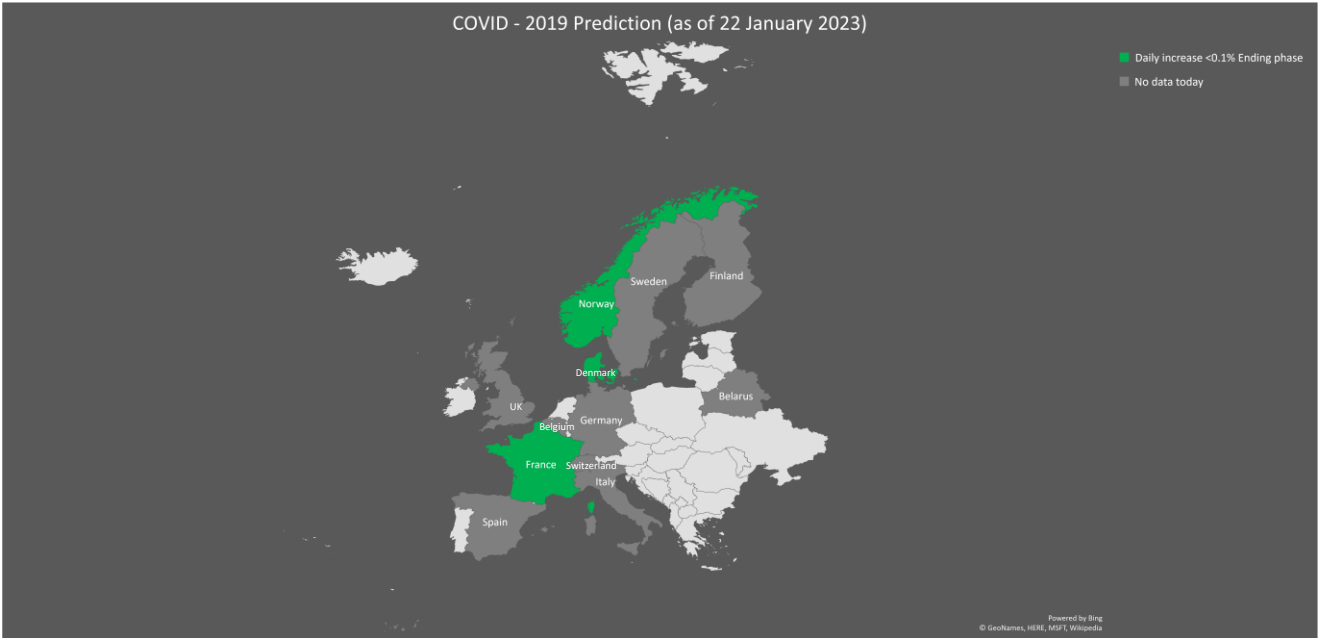 COVID - 2019 Prediction (as of 22 January 2023)
Daily increase <0.1% Ending phase
No data today
Finland
Sweden
Norway
Denmark
Belarus
UK
Germany
Belgium
France
Switzerland
Italy
Spain
Powered by Bing
© GeoNames, HERE, MSFT, Wikipedia